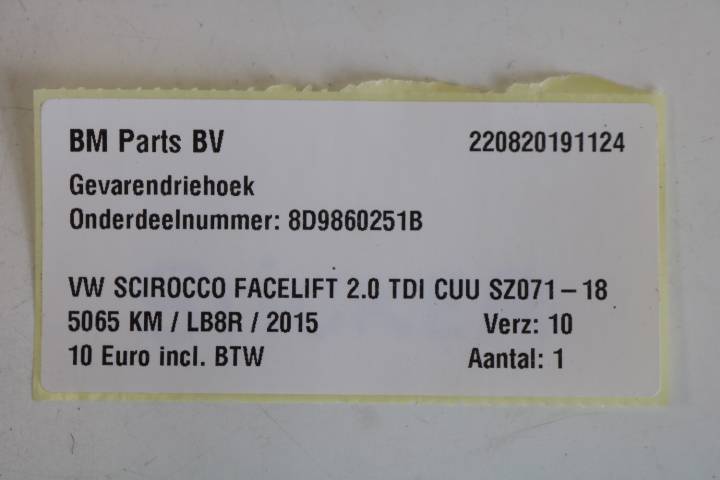 BM Parts BV 220820191124
Gevarendriehoek
Onderdeelnummer: 8D9860251B
VW SCIROCCO FACELIFT 2.0 TDI CUU SZ071-18
5065 KM / LB8R / 2015 Verz: 10
10 Euro incl. BTW Aantal: 1